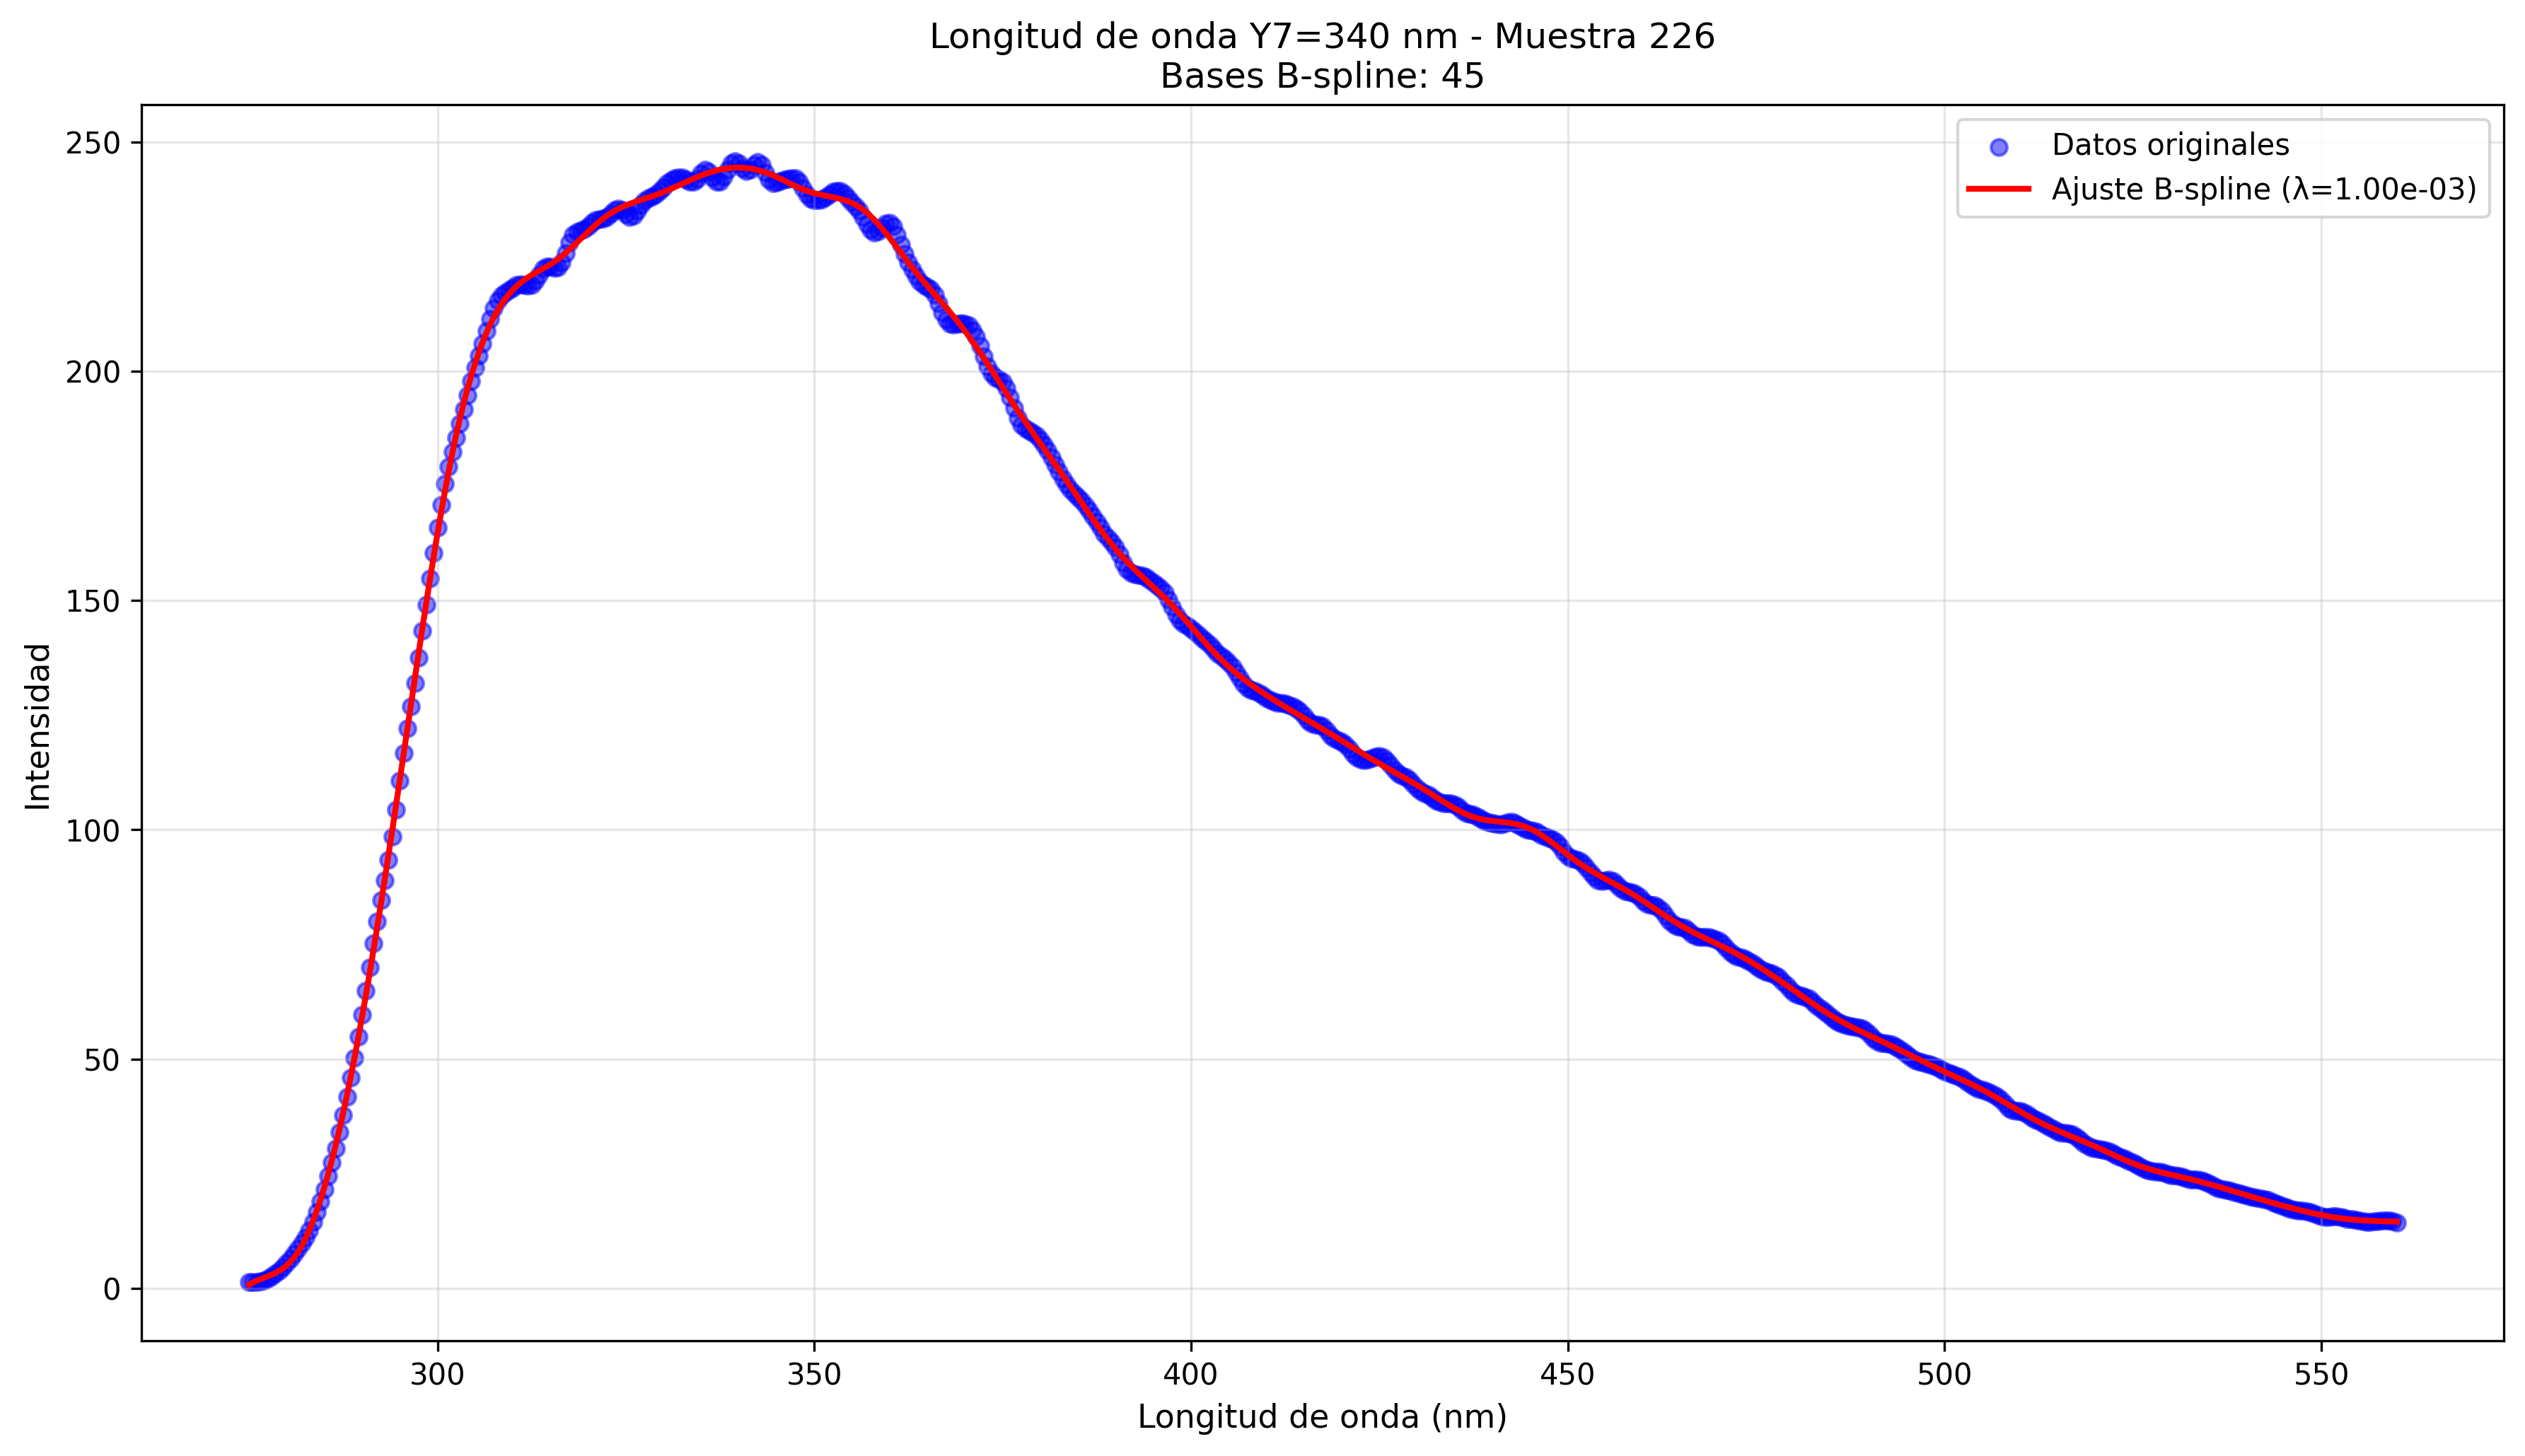 Longitud de onda Y7=340 nm - Muestra 226
Bases B-spline: 45
Datos originales
Ajuste B-spline (λ=1.00e-03)
Intensidad
250
200
150
100
50
0
300 350 400 450 500 550
Longitud de onda (nm)